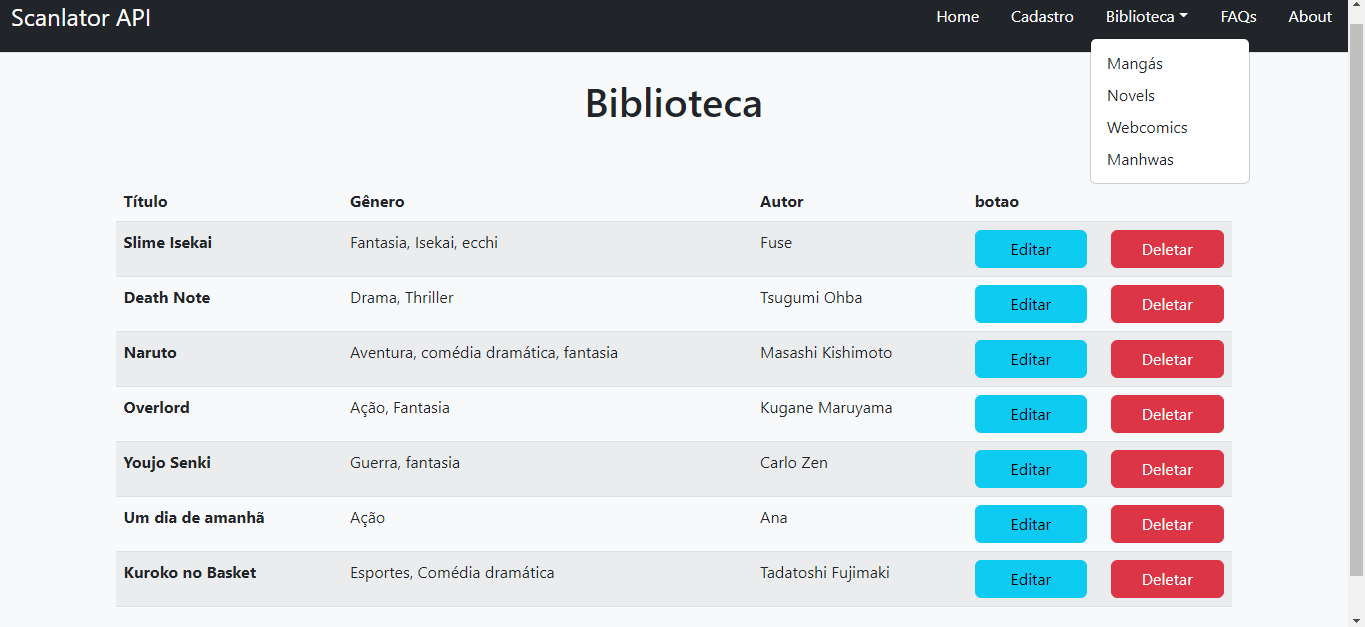 Scanlator API Home Cadastro Biblioteca FAQs About
Mangás
Novels
Webcomics
Manhwas
Biblioteca
Título Gênero Autor botao
Slime Isekai Fantasia, Isekai, ecchi Fuse Editar Deletar
Death Note Drama, Thriller Tsugumi Ohba Editar Deletar
Naruto Aventura, comédia dramática, fantasia Masashi Kishimoto Editar Deletar
Overlord Ação, Fantasia Kugane Maruyama Editar Deletar
Youjo Senki Guerra, fantasia Carlo Zen Editar Deletar
Um dia de amanhã Ação Ana Editar Deletar
Kuroko no Basket Esportes, Comédia dramática Tadatoshi Fujimaki Editar Deletar